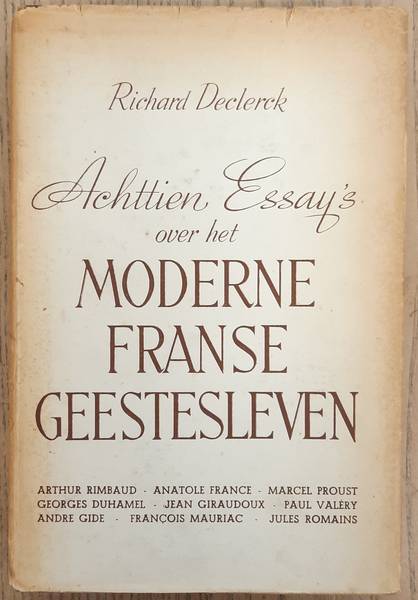 Richard Declerck
Achttien Essay's
over het
MODERNE
FRANSE
GEESTESLEVEN
ARTHUR RIMBAUD · ANATOLE FRANCE · MARCEL PROUST
GEORGES DUHAMEL · JEAN GIRAUDOUX · PAUL VALÉRY
ANDRE GIDE · FRANÇOIS MAURIAC · JULES ROMAINS